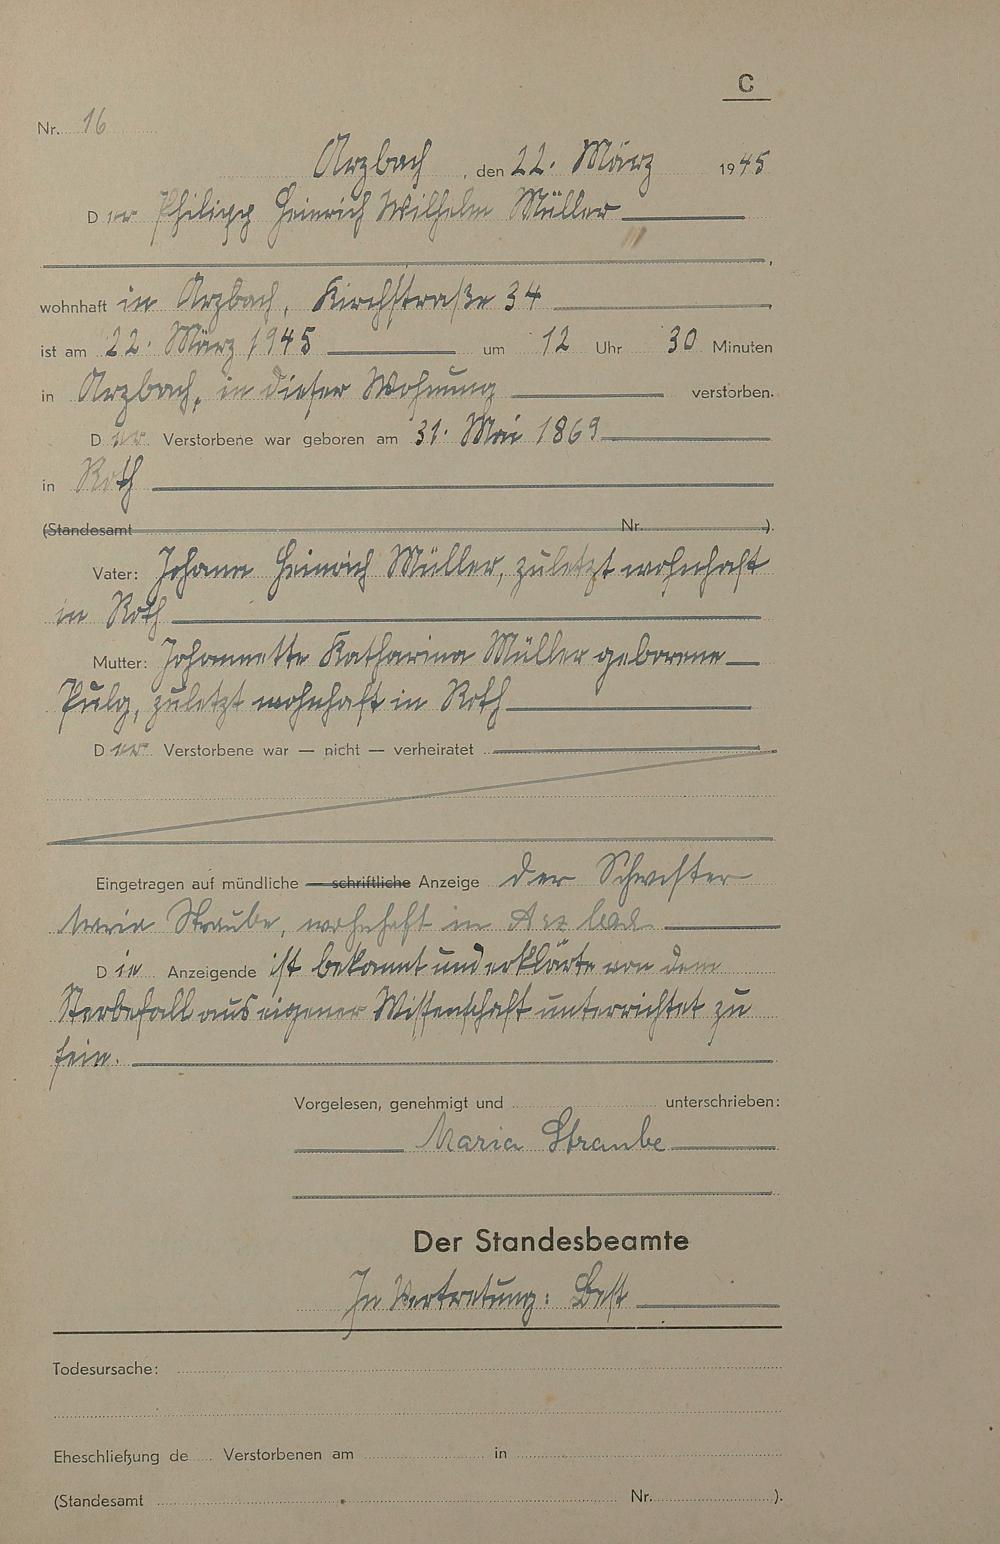 C
Nr. 16
Arzbach, den 22. März 1945
Der Philipp Heinrich Wilhelm Müller
,
wohnhaft in Arzbach, Kirchstraße 34
ist am 22. März 1945 um 12 Uhr 30 Minuten
in Arzbach, in dieser Wohnung verstorben.
Der Verstorbene war geboren am 31. Mai 1869
in Roth
(Standesamt Nr. ).
Vater: Johann Heinrich Müller, zuletzt wohnhaft
in Roth
Mutter: Johannette Katharina Müller geborene
Pulg, zuletzt wohnhaft in Roth
Der Verstorbene war — nicht — verheiratet
Eingetragen auf mündliche — schriftliche Anzeige der Schwester
Maria Straube, wohnhaft in Arzbach
Die Anzeigende ist bekannt und erklärte von dem
Sterbefall aus eigener Wissenschaft unterrichtet zu
sein.
Vorgelesen, genehmigt und unterschrieben:
Maria Straube
Der Standesbeamte
In Vertretung: Best
Todesursache:
Eheschließung de Verstorbenen am in
(Standesamt Nr. ).